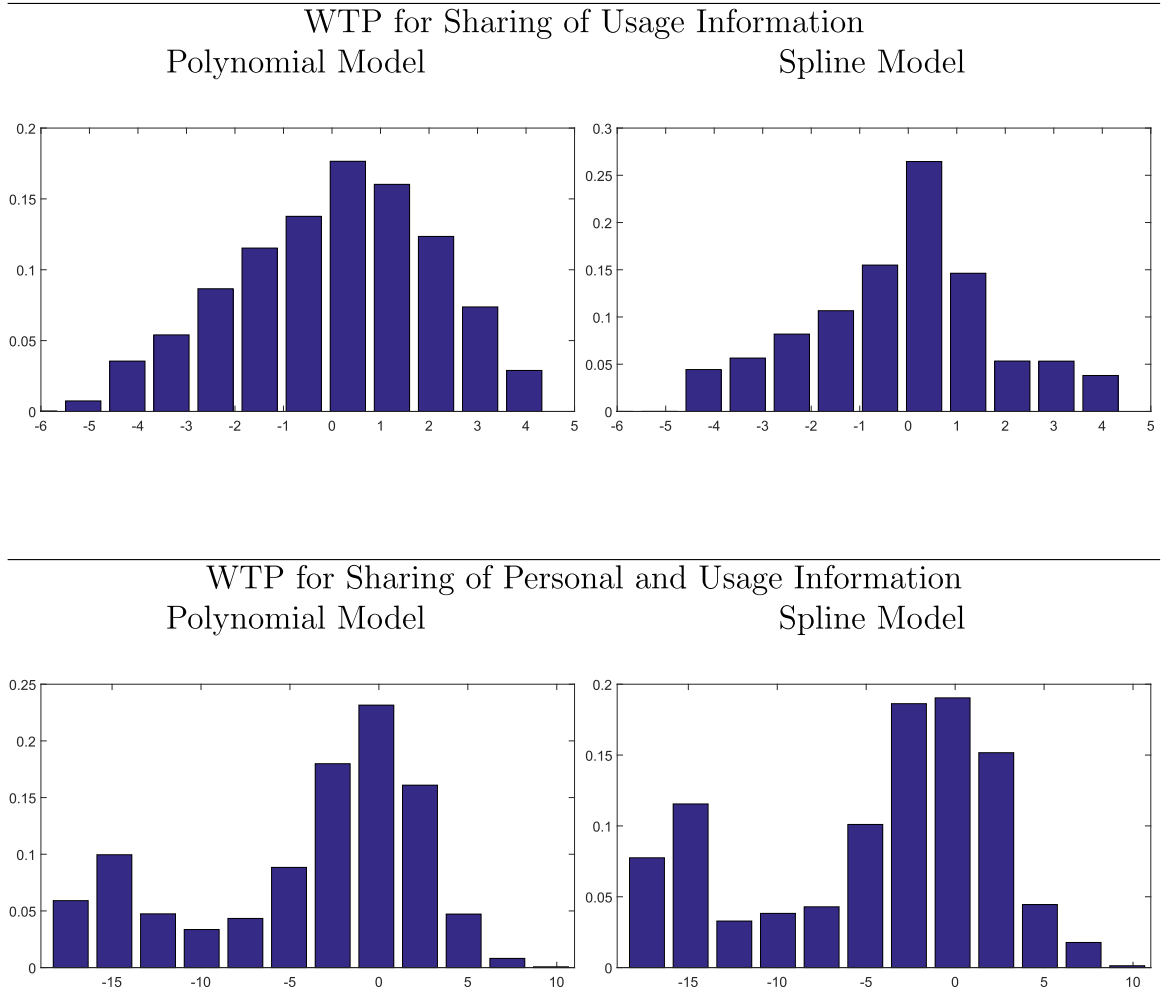 WTP for Sharing of Usage Information
Polynomial Model Spline Model
0.2
0.15
0.1
0.05
0
-6 -5 -4 -3 -2 -1 0 1 2 3 4 5
0.3
0.25
0.2
0.15
0.1
0.05
0
-6 -5 -4 -3 -2 -1 0 1 2 3 4 5
WTP for Sharing of Personal and Usage Information
Polynomial Model Spline Model
0.25
0.2
0.15
0.1
0.05
0
-15 -10 -5 0 5 10
0.2
0.15
0.1
0.05
0
-15 -10 -5 0 5 10